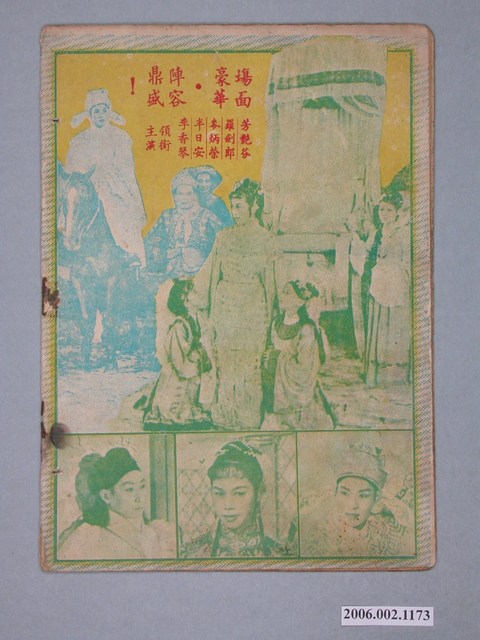 場面豪華・陣容鼎盛！
芳艷芬
羅劍郎
麥炳榮
半日安
李香琴
領銜主演
2006.002.1173